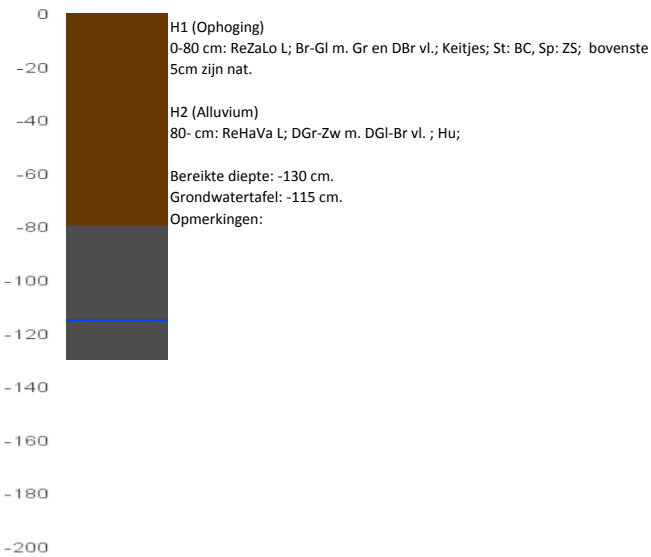 0
-20
-40
-60
-80
-100
-120
-140
-160
-180
-200
H1 (Ophoging)
0-80 cm: ReZaLo L; Br-Gl m. Gr en DBr vl.; Keitjes; St: BC, Sp: ZS;  bovenste
5cm zijn nat.
H2 (Alluvium)
80- cm: ReHaVa L; DGr-Zw m. DGl-Br vl. ; Hu;
Bereikte diepte: -130 cm.
Grondwatertafel: -115 cm.
Opmerkingen: